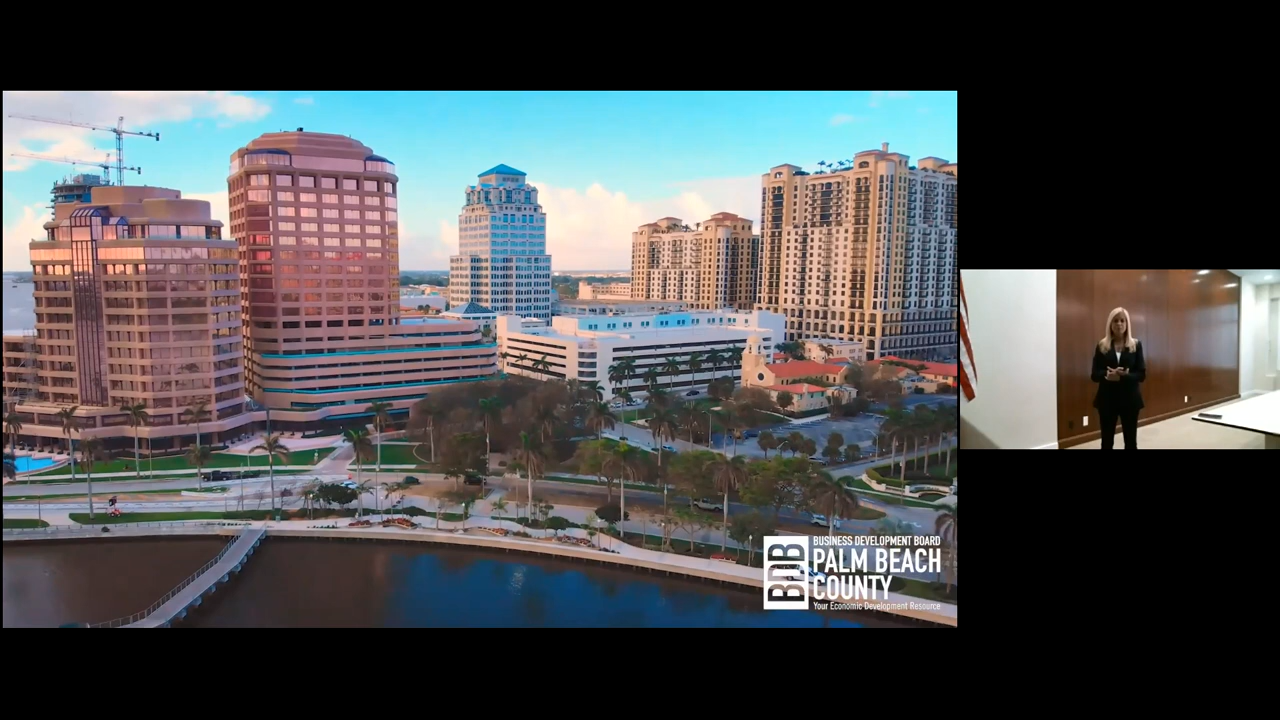 BDB
BUSINESS DEVELOPMENT BOARD
PALM BEACH
COUNTY
Your Economic Development Resource